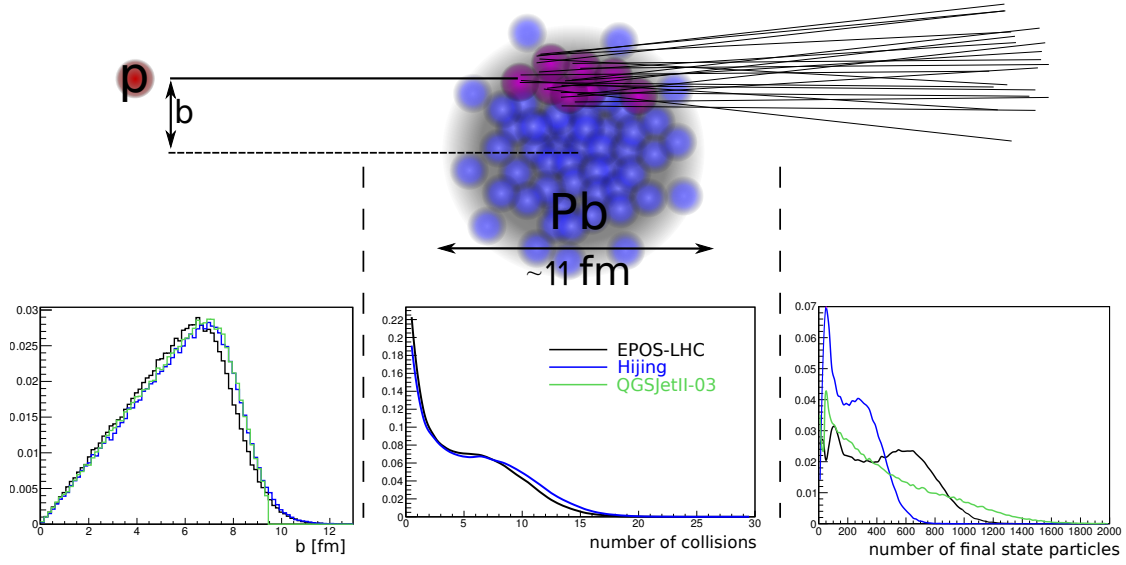 p
b
Pb
~11 fm
0.03
0.025
0.02
0.015
0.01
0.005
0
0 2 4 6 8 10 12
b [fm]
0.22
0.2
0.18
0.16
0.14
0.12
0.1
0.08
0.06
0.04
0.02
0
0 5 10 15 20 25 30
number of collisions
EPOS-LHC
Hijing
QGSJetII-03
0.07
0.06
0.05
0.04
0.03
0.02
0.01
0.0
0 200 400 600 800 1000 1200 1400 1600 1800 2000
number of final state particles